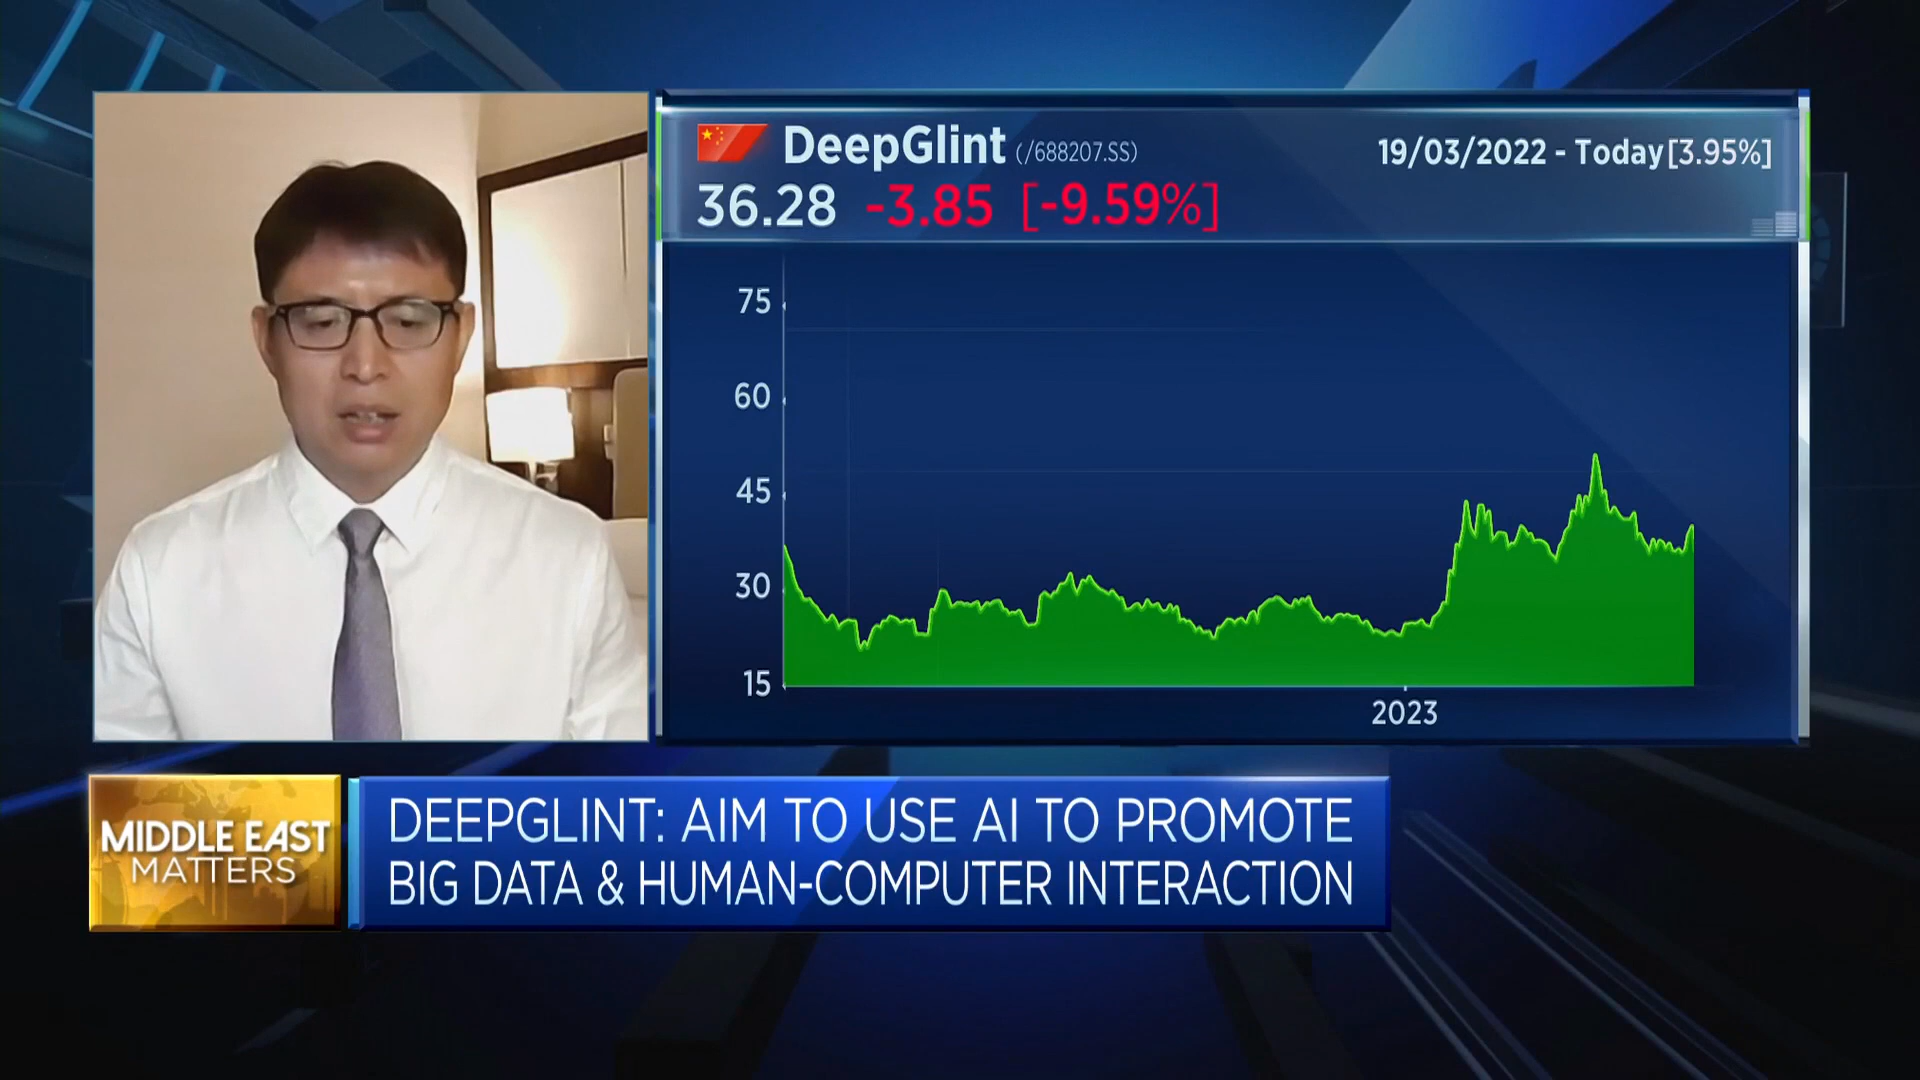 DeepGlint (/688207.SS)
19/03/2022 - Today[3.95%]
36.28 -3.85 [-9.59%]
75
60
45
30
15
2023
MIDDLE EAST
MATTERS
DEEPGLINT: AIM TO USE AI TO PROMOTE
BIG DATA & HUMAN-COMPUTER INTERACTION